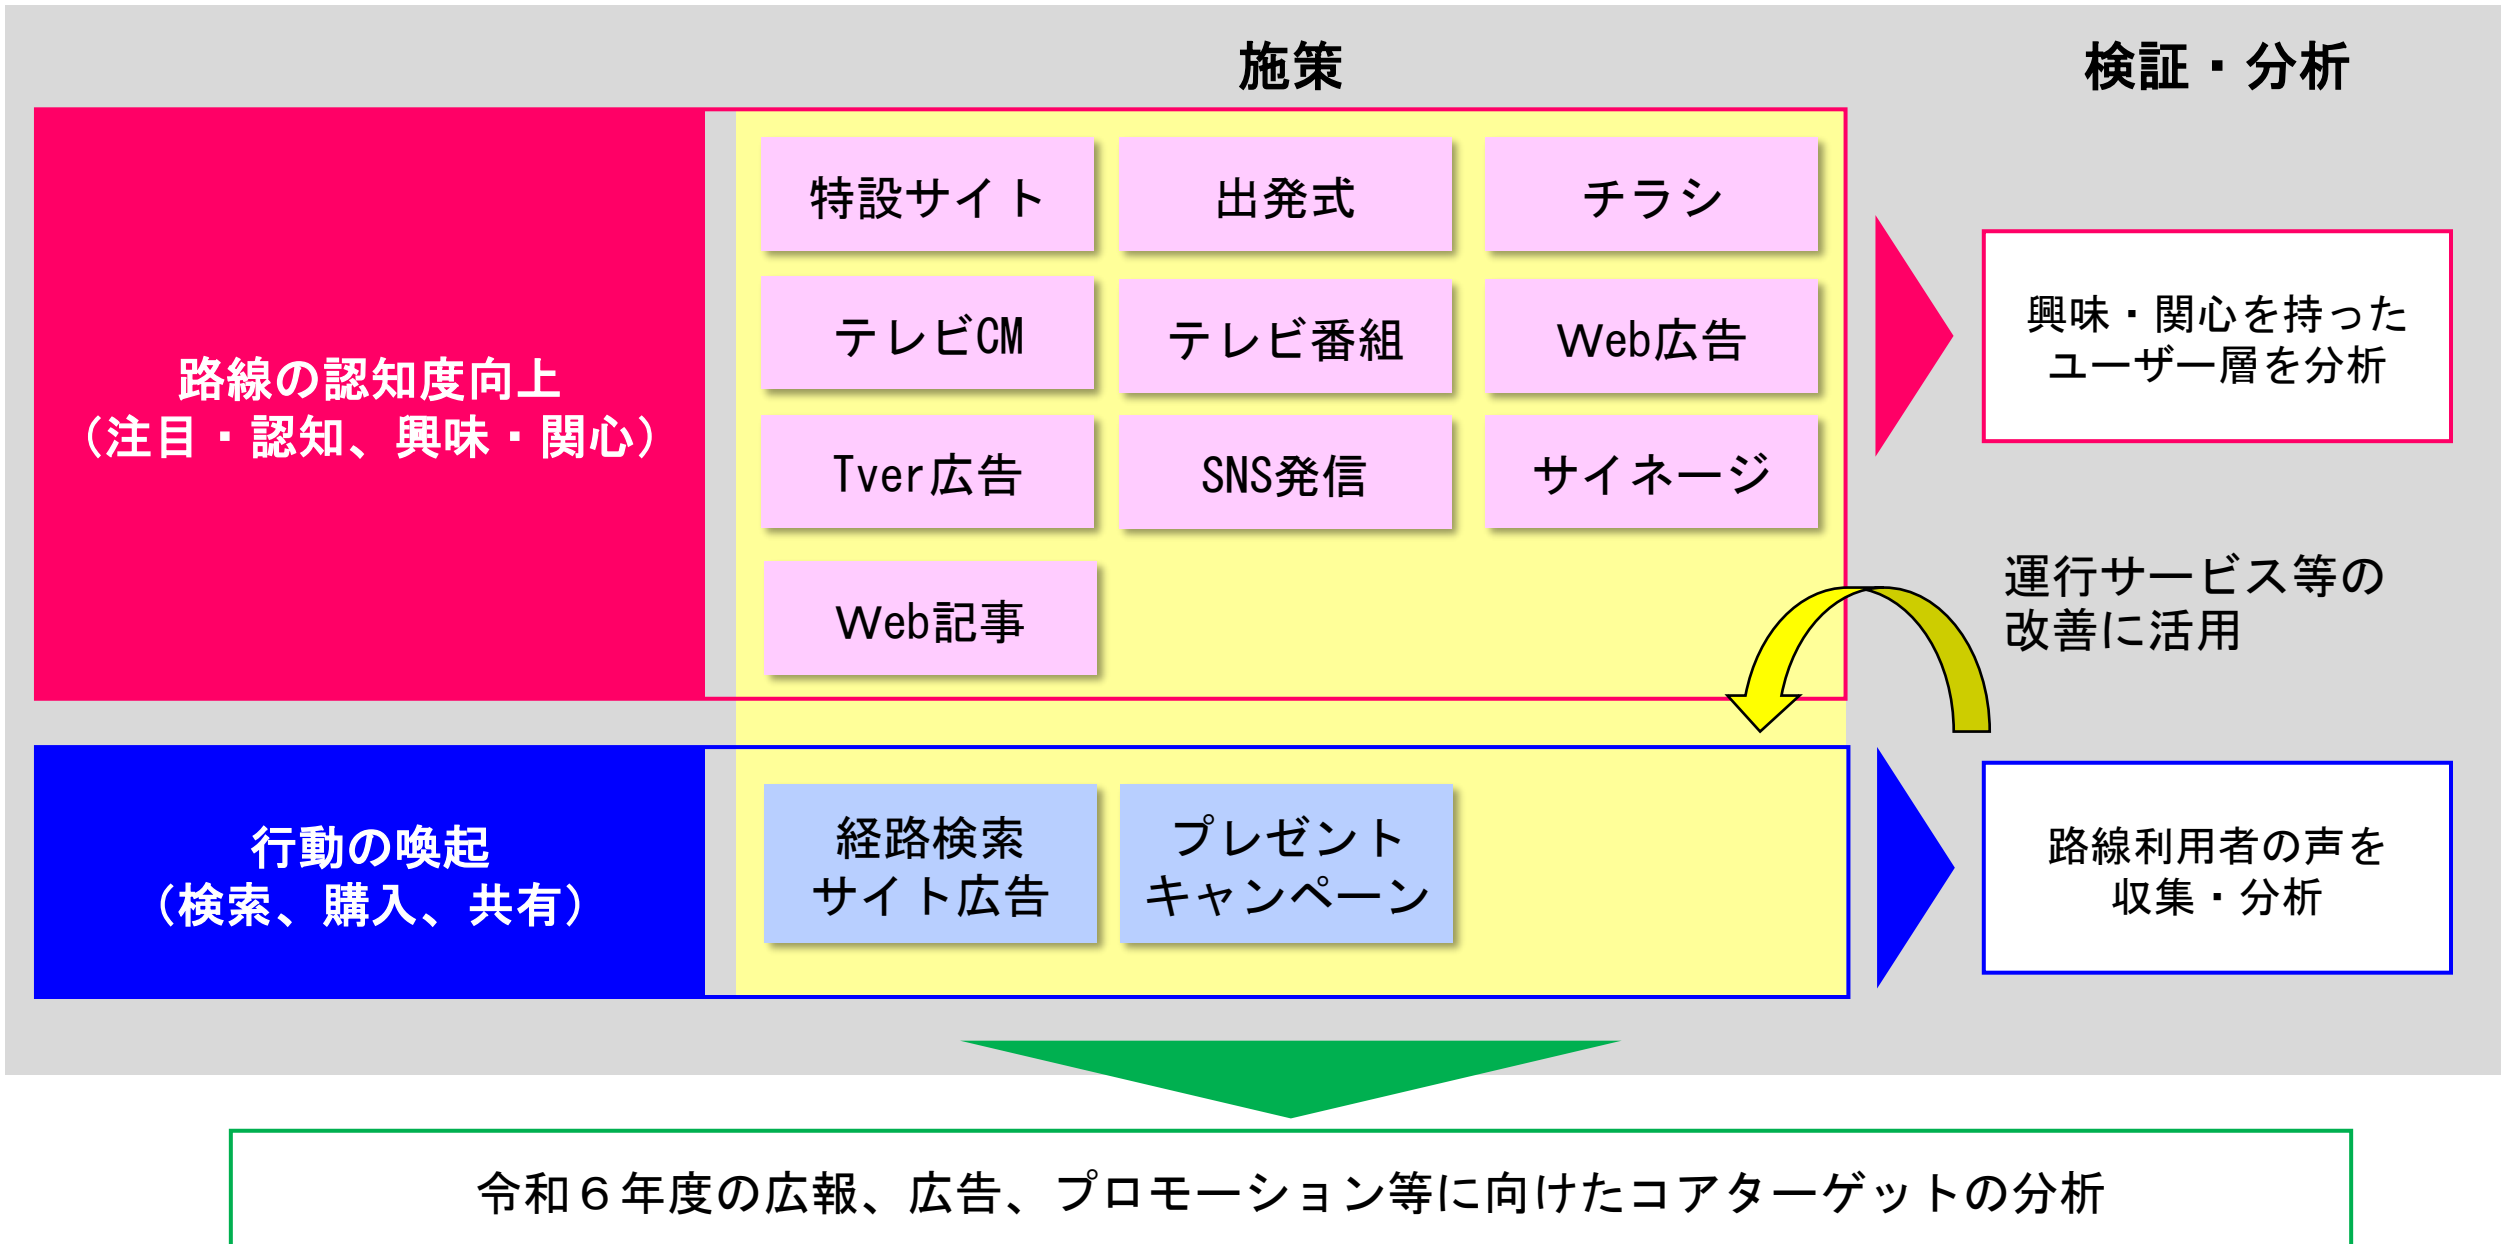 施策
検証・分析
路線の認知度向上
（注目・認知、興味・関心）
特設サイト
出発式
チラシ
テレビCM
テレビ番組
Web広告
Tver広告
SNS発信
サイネージ
Web記事
興味・関心を持った
ユーザー層を分析
運行サービス等の
改善に活用
行動の喚起
（検索、購入、共有）
経路検索
サイト広告
プレゼント
キャンペーン
路線利用者の声を
収集・分析
令和６年度の広報、広告、プロモーション等に向けたコアターゲットの分析